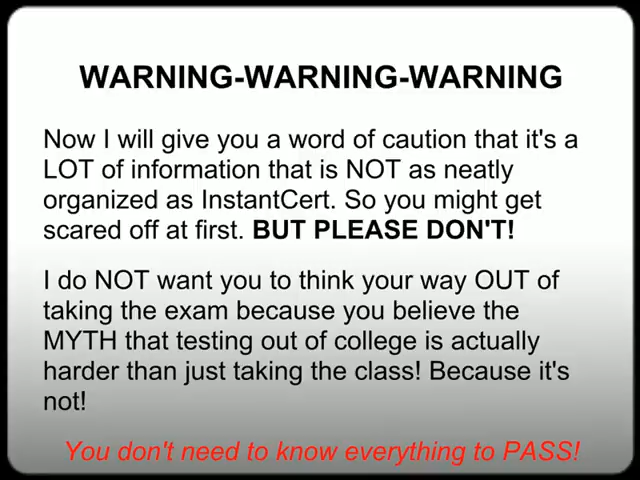 WARNING-WARNING-WARNING
Now I will give you a word of caution that it's a
LOT of information that is NOT as neatly
organized as InstantCert. So you might get
scared off at first. BUT PLEASE DON'T!
I do NOT want you to think your way OUT of
taking the exam because you believe the
MYTH that testing out of college is actually
harder than just taking the class! Because it's
not!
You don't need to know everything to PASS!